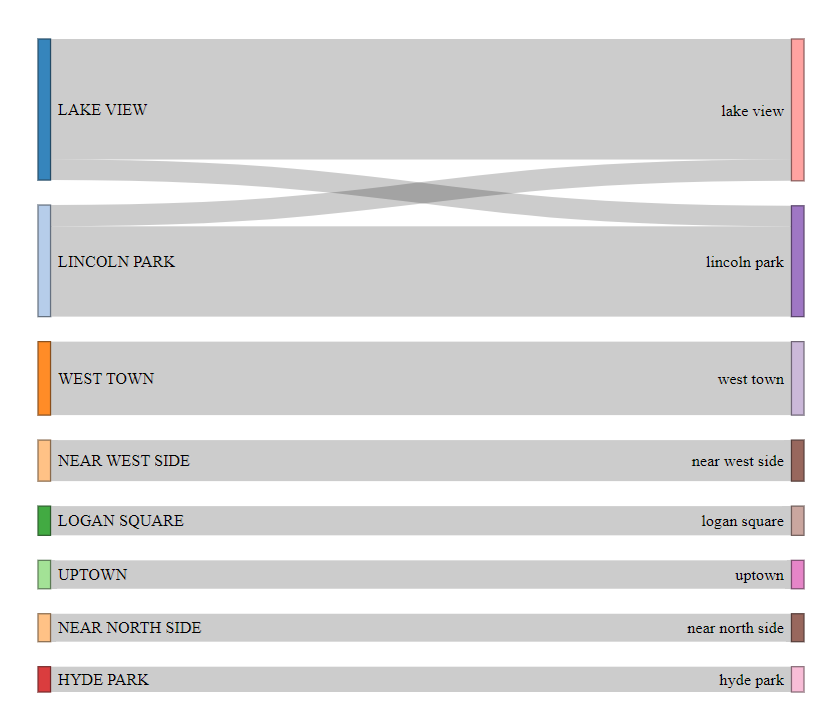 LAKE VIEW
lake view
LINCOLN PARK
lincoln park
WEST TOWN
west town
NEAR WEST SIDE
near west side
LOGAN SQUARE
logan square
UPTOWN
uptown
NEAR NORTH SIDE
near north side
HYDE PARK
hyde park